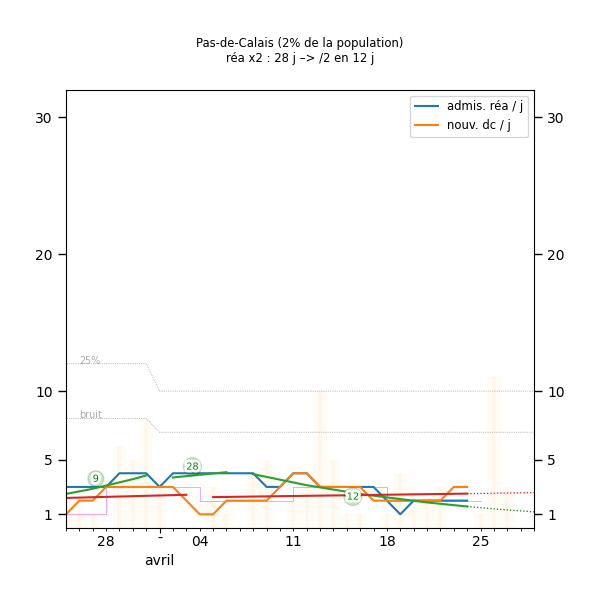 Pas-de-Calais (2% de la population)
réa x2 : 28 j –> /2 en 12 j
admis. réa / j
nouv. dc / j
30 30
20 20
25%
10 10
bruit
5 5
28
9
12
1 1
28 - 04 11 18 25
avril